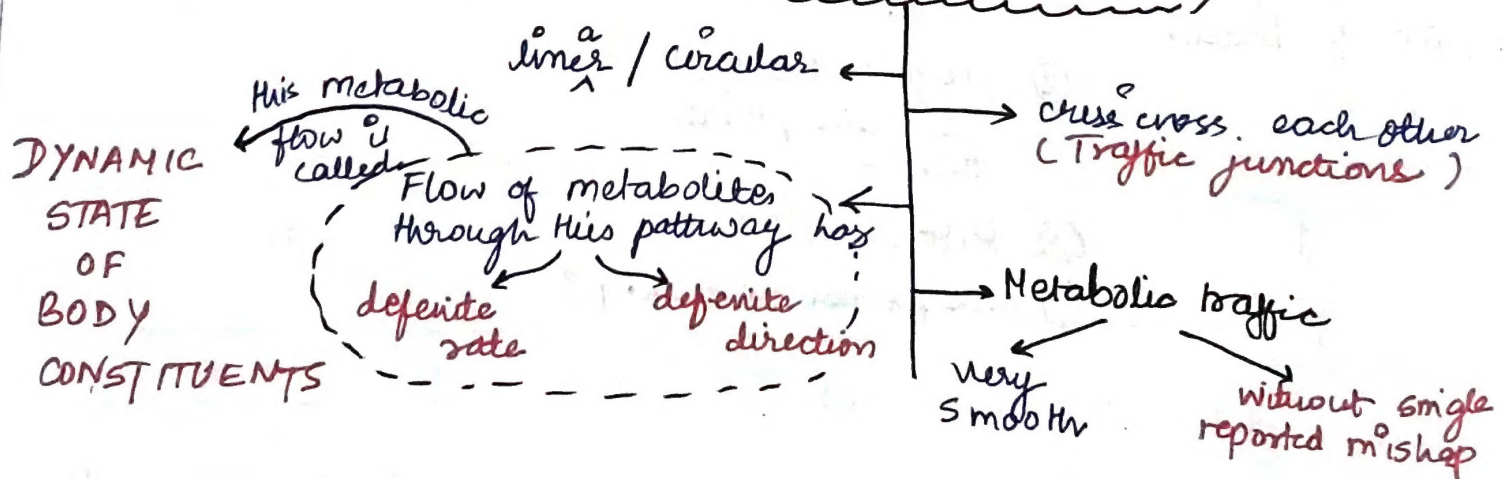 linear / circular
criss cross. each other
(Traffic junctions)
this metabolic
flow is
called
DYNAMIC
STATE
OF
BODY
CONSTITUENTS
Flow of metabolites
through this pathway has
defenite
rate
defenite
direction
Metabolic traffic
very
smooth
without single
reported mishap